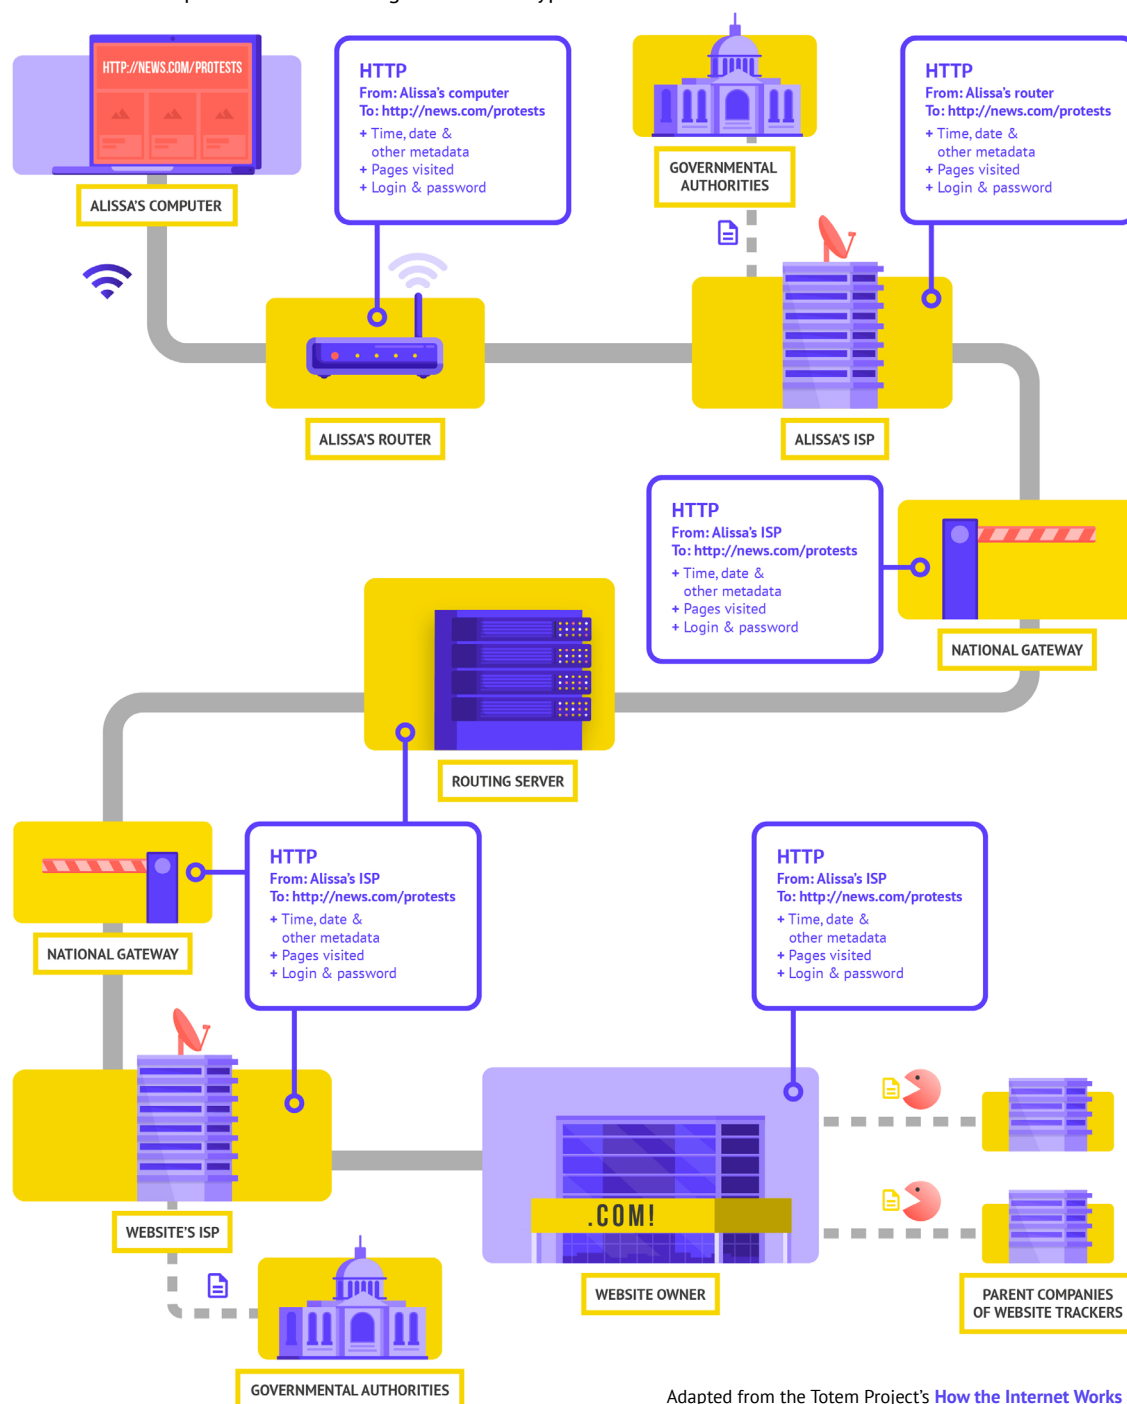 HTTP://NEWS.COM/PROTESTS
ALISSA'S COMPUTER
HTTP
From: Alissa's computer
To: http://news.com/protests
+ Time, date &
other metadata
+ Pages visited
+ Login & password
GOVERNMENTAL
AUTHORITIES
HTTP
From: Alissa's router
To: http://news.com/protests
+ Time, date &
other metadata
+ Pages visited
+ Login & password
ALISSA'S ROUTER
ALISSA'S ISP
HTTP
From: Alissa's ISP
To: http://news.com/protests
+ Time, date &
other metadata
+ Pages visited
+ Login & password
NATIONAL GATEWAY
ROUTING SERVER
NATIONAL GATEWAY
HTTP
From: Alissa's ISP
To: http://news.com/protests
+ Time, date &
other metadata
+ Pages visited
+ Login & password
HTTP
From: Alissa's ISP
To: http://news.com/protests
+ Time, date &
other metadata
+ Pages visited
+ Login & password
WEBSITE'S ISP
.COM!
WEBSITE OWNER
PARENT COMPANIES
OF WEBSITE TRACKERS
GOVERNMENTAL AUTHORITIES
Adapted from the Totem Project's How the Internet Works